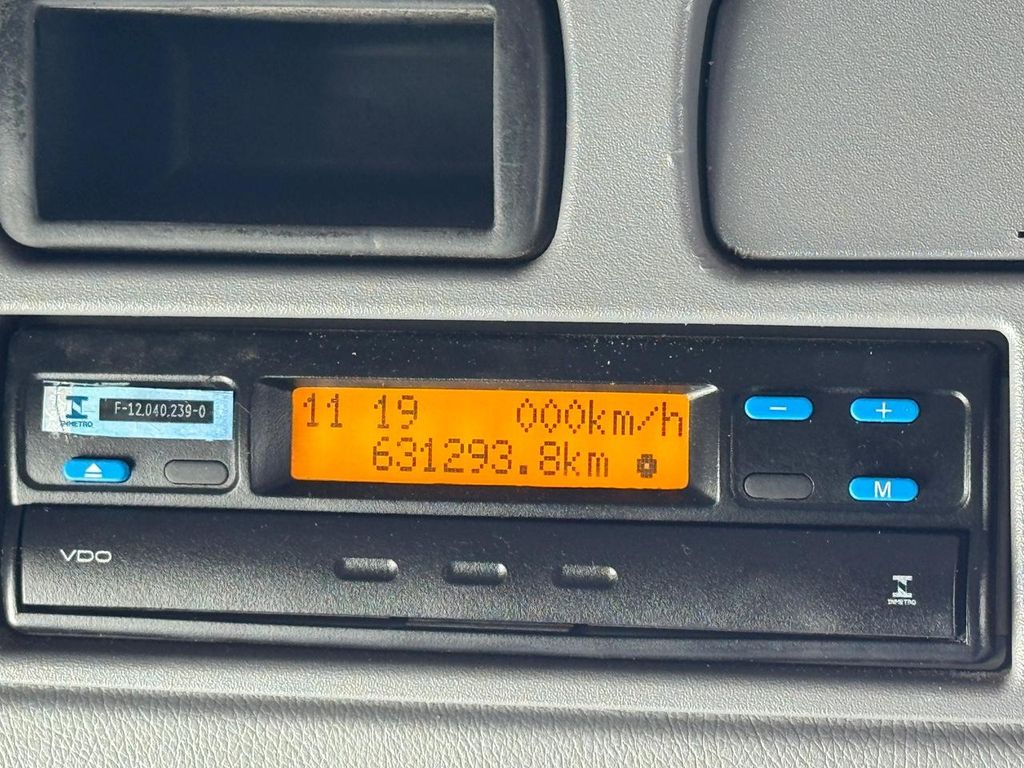 INMETRO
F-12.040.239-0
11 19 000km/h
631293.8km
− +
M
VDO
INMETRO